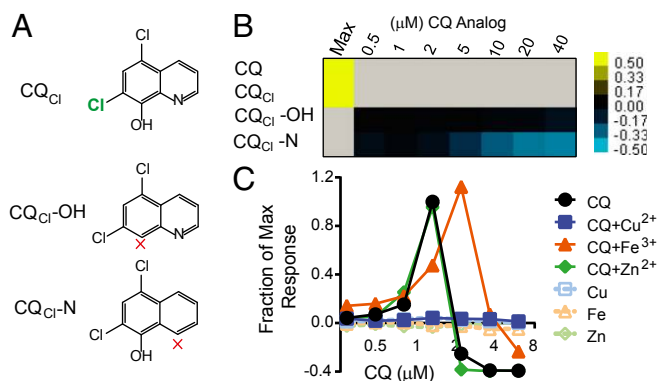 A
Cl
CQCl
Cl
N
OH
Cl
CQCl-OH
Cl
N
x
Cl
CQCl-N
Cl
OH
x
B
(μM) CQ Analog
Max 0.5 1 2 5 10 20 40
CQ
CQCl
CQCl -OH
CQCl -N
0.50
0.33
0.17
0.00
-0.17
-0.33
-0.50
C
Fraction of Max
Response
1.2
0.8
0.4
0.0
-0.4
0.5 1 2 4 8
CQ (μM)
CQ
CQ+Cu2+
CQ+Fe3+
CQ+Zn2+
Cu
Fe
Zn